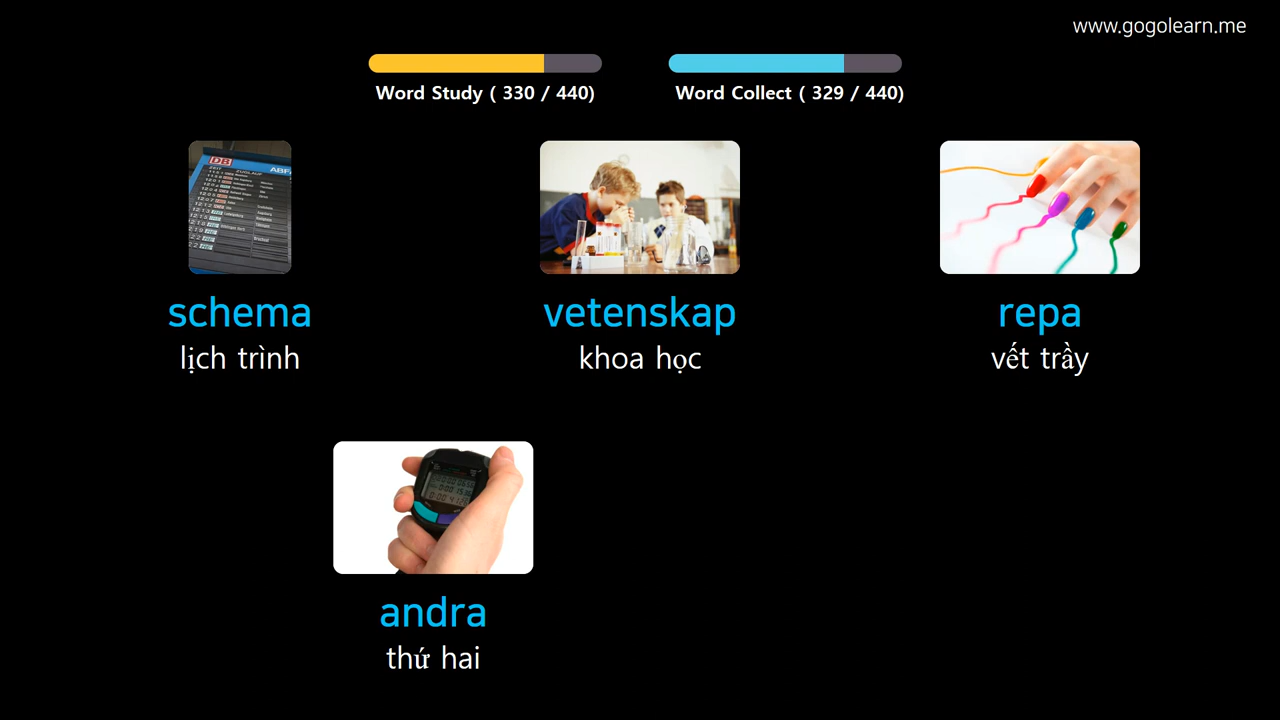 www.gogolearn.me
Word Study ( 330 / 440)
Word Collect ( 329 / 440)
DB
schema
lịch trình
vetenskap
khoa học
repa
vết trầy
andra
thứ hai